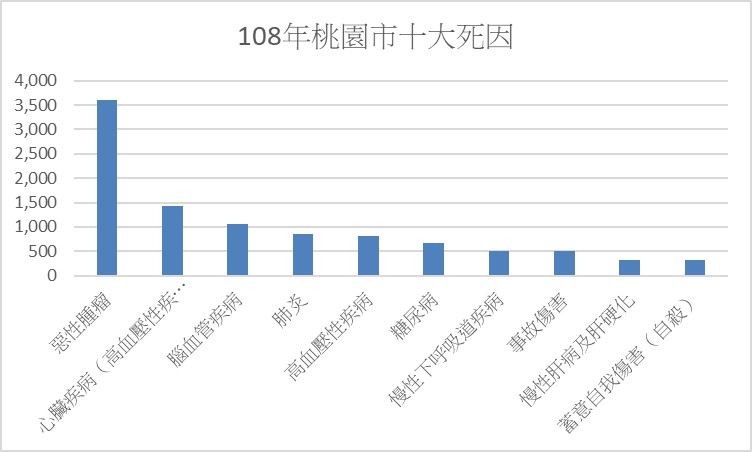 108年桃園市十大死因
4,000
3,500
3,000
2,500
2,000
1,500
1,000
500
0
惡性腫瘤
心臟疾病（高血壓性疾…
腦血管疾病
肺炎
高血壓性疾病
糖尿病
慢性下呼吸道疾病
事故傷害
慢性肝病及肝硬化
蓄意自我傷害（自殺）